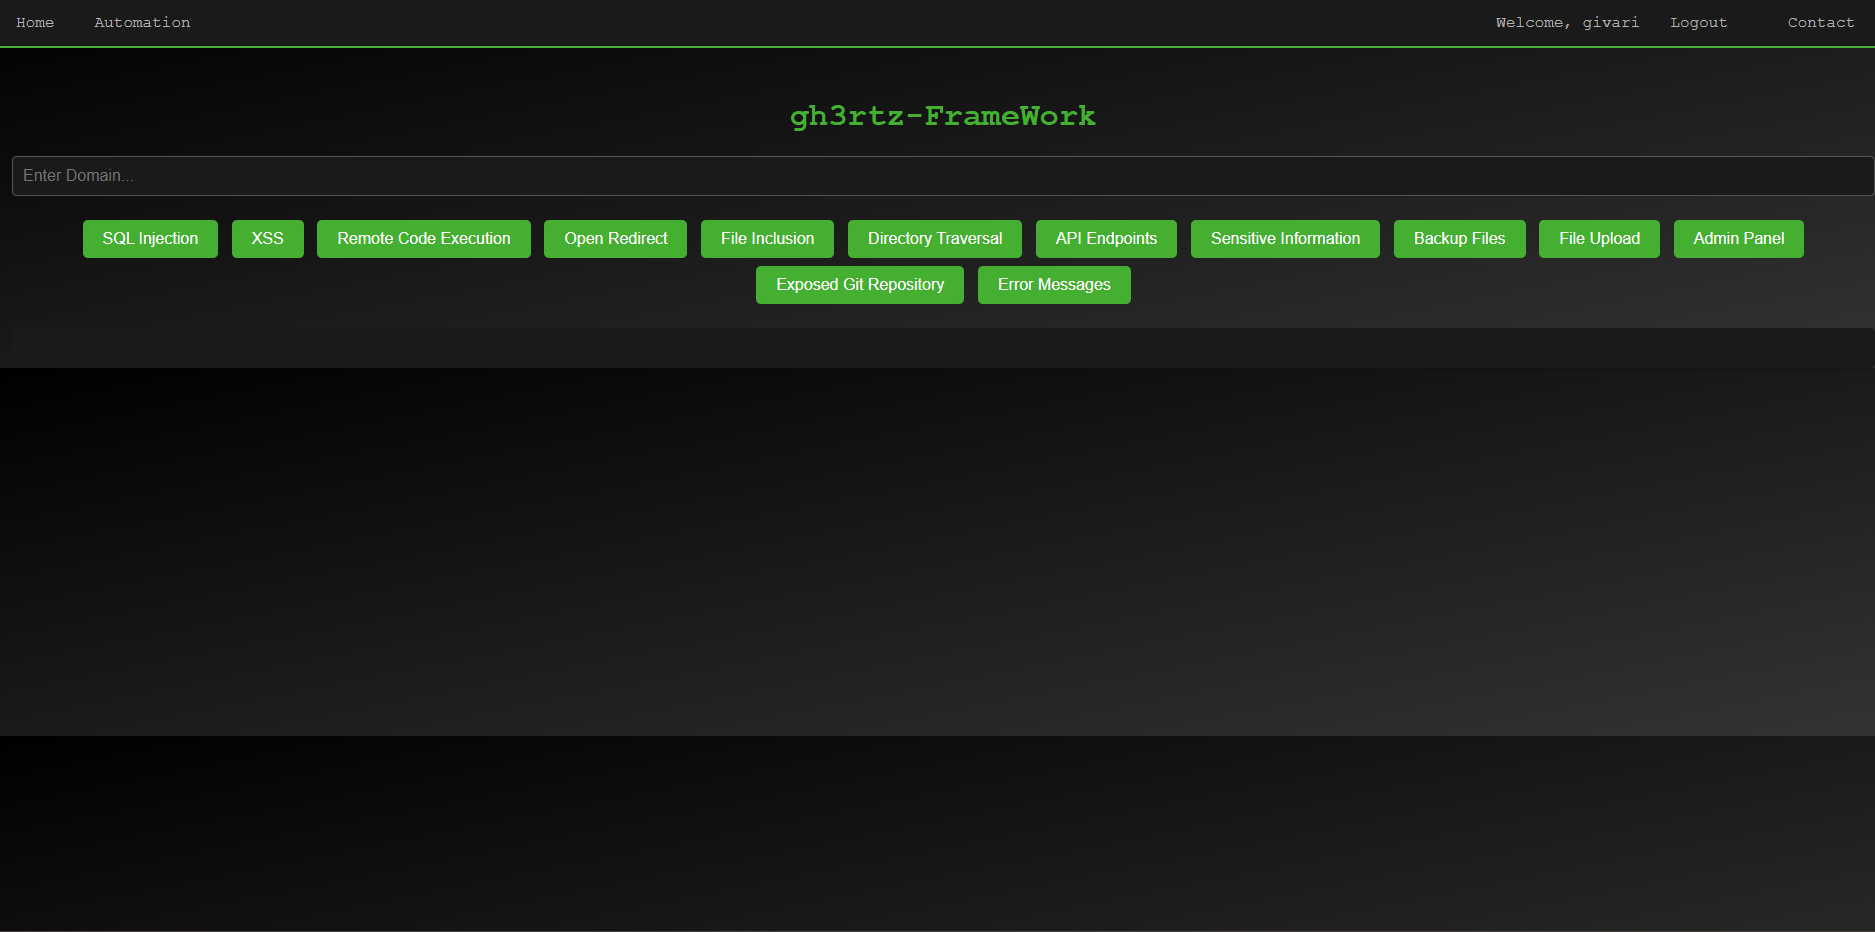 Home Automation Welcome, givari Logout Contact
gh3rtz-FrameWork
Enter Domain...
SQL Injection XSS Remote Code Execution Open Redirect File Inclusion Directory Traversal API Endpoints Sensitive Information Backup Files File Upload Admin Panel
Exposed Git Repository Error Messages